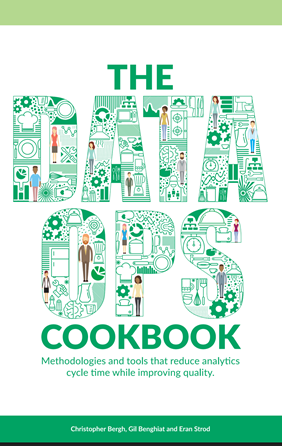 THE
DATA
OPS
COOKBOOK
Methodologies and tools that reduce analytics
cycle time while improving quality.
Christopher Bergh, Gil Benghiat and Eran Strod